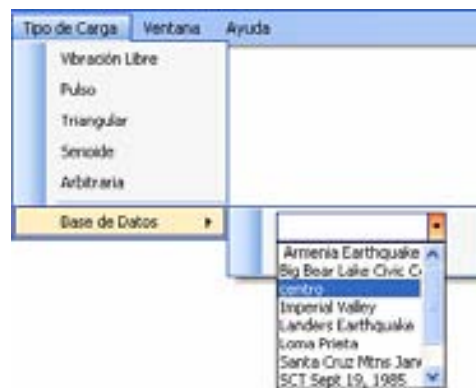 Tipo de Carga Ventana Ayuda
Vibración Libre
Pulso
Triangular
Senoide
Arbitraria
Base de Datos
Armenia Earthquake
Big Bear Lake Civic C
centro
Imperial Valley
Landers Earthquake
Loma Prieta
Santa Cruz Mtns Jan
SCT Sept 19, 1985